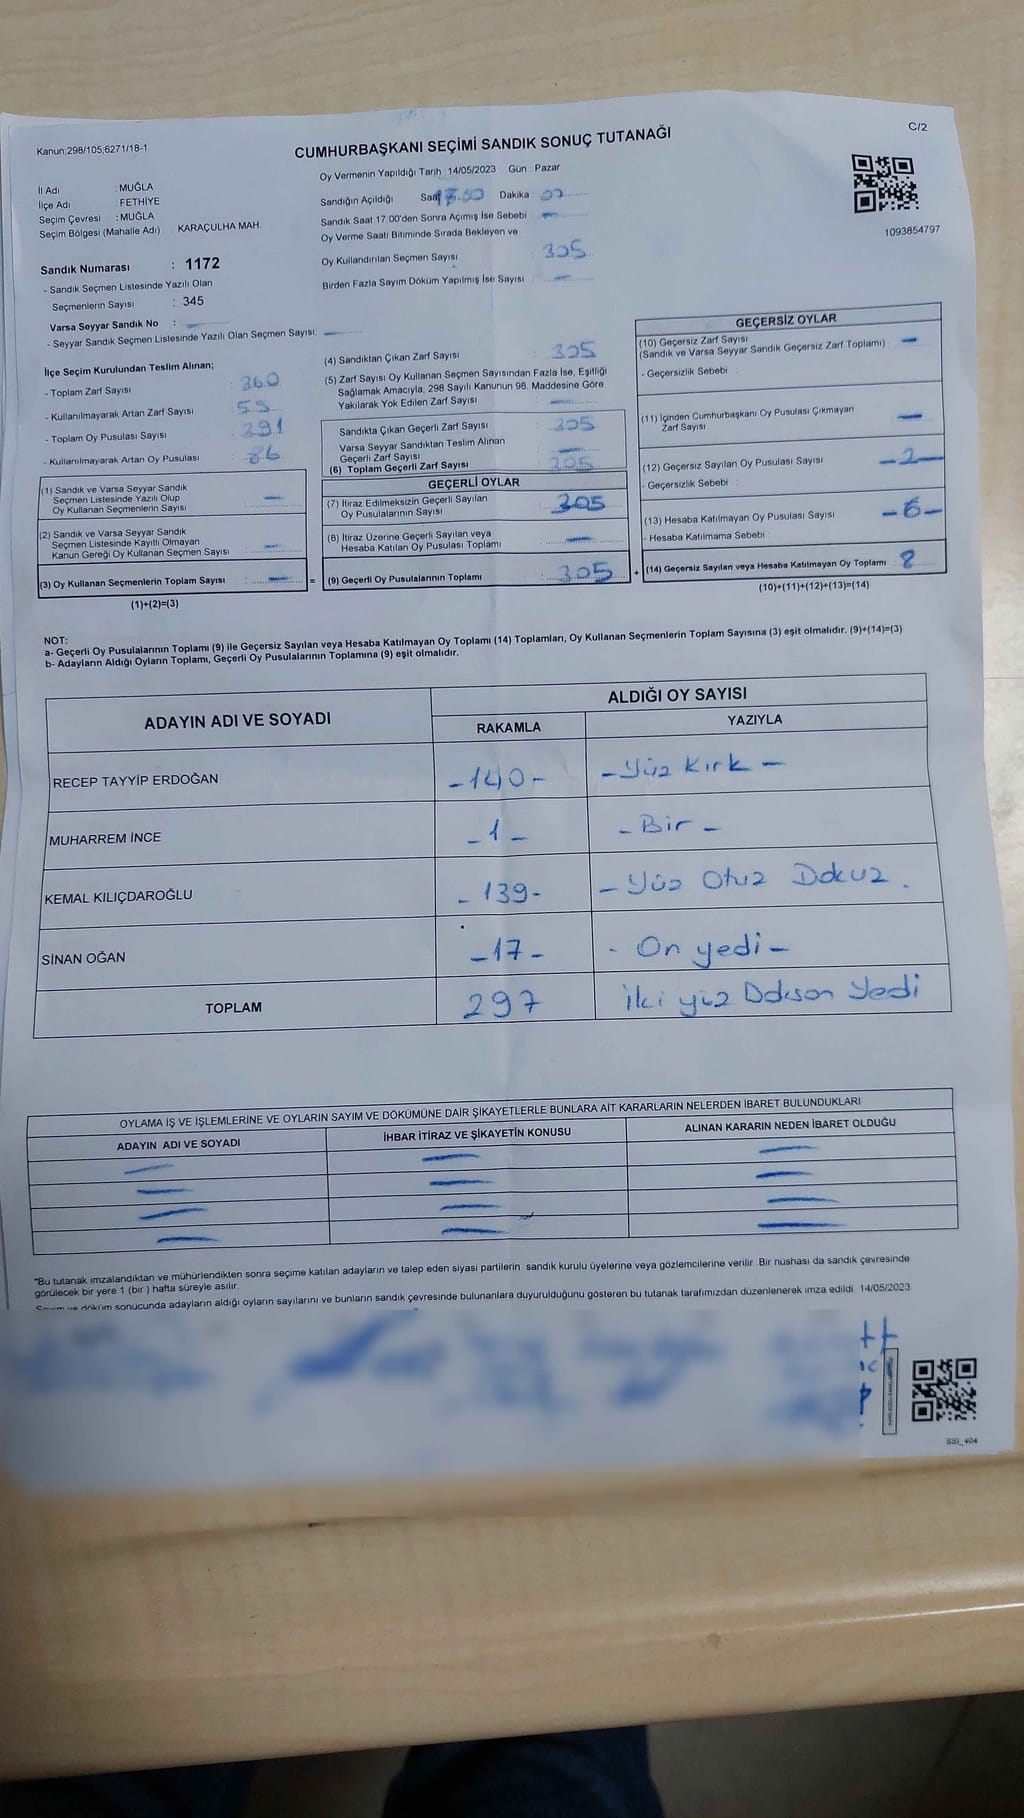 Kanun;298/105;6271/18-1
CUMHURBAŞKANI SEÇİMİ SANDIK SONUÇ TUTANAĞI
C/2
Oy Vermenin Yapıldığı Tarih : 14/05/2023 Gün : Pazar
İl Adı : MUĞLA
İlçe Adı : FETHİYE
Seçim Çevresi : MUĞLA
Seçim Bölgesi (Mahalle Adı) : KARAÇULHA MAH.
Sandığın Açıldığı Saat Dakika :
Sandık Saat 17:00'den Sonra Açımış İse Sebebi
Oy Verme Saati Bitiminde Sırada Bekleyen ve
Oy Kullandırılan Seçmen Sayısı 305
Birden Fazla Sayım Döküm Yapılmış İse Sayısı —
1093854797
Sandık Numarası : 1172
- Sandık Seçmen Listesinde Yazılı Olan
Seçmenlerin Sayısı : 345
Varsa Seyyar Sandık No : —
- Seyyar Sandık Seçmen Listesinde Yazılı Olan Seçmen Sayısı: —
İlçe Seçim Kurulundan Teslim Alınan;
- Toplam Zarf Sayısı : 360
- Kullanılmayarak Artan Zarf Sayısı : 55
- Toplam Oy Pusulası Sayısı : 391
- Kullanılmayarak Artan Oy Pusulası : 86
(1) Sandık ve Varsa Seyyar Sandık
Seçmen Listesinde Yazılı Olup
Oy Kullanan Seçmenlerin Sayısı : —
(2) Sandık ve Varsa Seyyar Sandık
Seçmen Listesinde Kayıtlı Olmayan
Kanun Gereği Oy Kullanan Seçmen Sayısı : —
(3) Oy Kullanan Seçmenlerin Toplam Sayısı : — =
(1)+(2)=(3)
(4) Sandıktan Çıkan Zarf Sayısı : 305
(5) Zarf Sayısı Oy Kullanan Seçmen Sayısından Fazla İse, Eşitliği
Sağlamak Amacıyla, 298 Sayılı Kanunun 98. Maddesine Göre
Yakılarak Yok Edilen Zarf Sayısı : —
Sandıkta Çıkan Geçerli Zarf Sayısı : 305
Varsa Seyyar Sandıktan Teslim Alınan
Geçerli Zarf Sayısı : —
(6) Toplam Geçerli Zarf Sayısı : 305
GEÇERLİ OYLAR
(7) İtiraz Edilmeksizin Geçerli Sayılan
Oy Pusulalarının Sayısı : 305
(8) İtiraz Üzerine Geçerli Sayılan veya
Hesaba Katılan Oy Pusulası Toplamı : —
(9) Geçerli Oy Pusulalarının Toplamı : 305 +
GEÇERSİZ OYLAR
(10) Geçersiz Zarf Sayısı
(Sandık ve Varsa Seyyar Sandık Geçersiz Zarf Toplamı) : —
- Geçersizlik Sebebi :
(11) İçinden Cumhurbaşkanı Oy Pusulası Çıkmayan
Zarf Sayısı : —
(12) Geçersiz Sayılan Oy Pusulası Sayısı -2-
- Geçersizlik Sebebi :
(13) Hesaba Katılmayan Oy Pusulası Sayısı : -6-
- Hesaba Katılmama Sebebi
(14) Geçersiz Sayılan veya Hesaba Katılmayan Oy Toplamı : 8
(10)+(11)+(12)+(13)=(14)
NOT:
a- Geçerli Oy Pusulalarının Toplamı (9) ile Geçersiz Sayılan veya Hesaba Katılmayan Oy Toplamı (14) Toplamları, Oy Kullanan Seçmenlerin Toplam Sayısına (3) eşit olmalıdır. (9)+(14)=(3)
b- Adayların Aldığı Oyların Toplamı, Geçerli Oy Pusulalarının Toplamına (9) eşit olmalıdır.
ADAYIN ADI VE SOYADI
ALDIĞI OY SAYISI
RAKAMLA YAZIYLA
RECEP TAYYİP ERDOĞAN -140- -Yüz Kırk-
MUHARREM İNCE -1- -Bir-
KEMAL KILIÇDAROĞLU -139- -Yüz Otuz Dokuz.
SİNAN OĞAN -17- -On yedi-
TOPLAM 297 iki yüz Dokson Yedi
OYLAMA İŞ VE İŞLEMLERİNE VE OYLARIN SAYIM VE DÖKÜMÜNE DAİR ŞİKAYETLERLE BUNLARA AİT KARARLARIN NELERDEN İBARET BULUNDUKLARI
ADAYIN ADI VE SOYADI İHBAR İTİRAZ VE ŞİKAYETİN KONUSU ALINAN KARARIN NEDEN İBARET OLDUĞU
*Bu tutanak imzalandıktan ve mühürlendikten sonra seçime katılan adayların ve talep eden siyasi partilerin sandık kurulu üyelerine veya gözlemcilerine verilir. Bir nüshası da sandık çevresinde
görülecek bir yere 1 (bir ) hafta süreyle asılır.
Sayım ve döküm sonucunda adayların aldığı oyların sayılarını ve bunların sandık çevresinde bulunanlara duyurulduğunu gösteren bu tutanak tarafımızdan düzenlenerek imza edildi. 14/05/2023
SSI_404